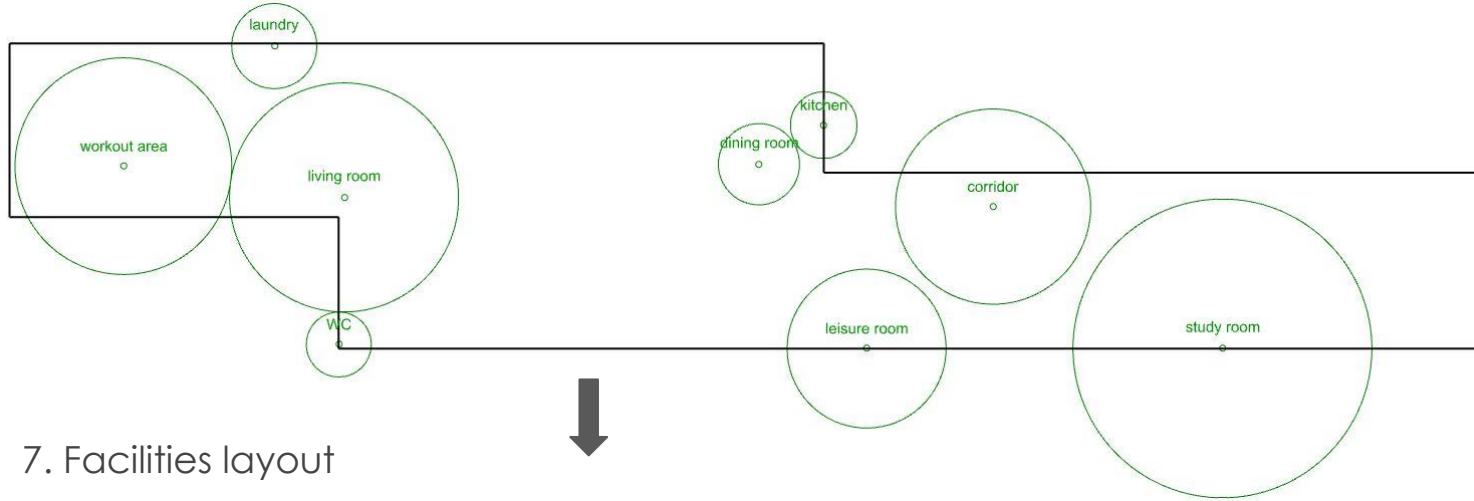 laundry
kitchen
dining room
workout area
living room
corridor
WC
leisure room
study room
7. Facilities layout